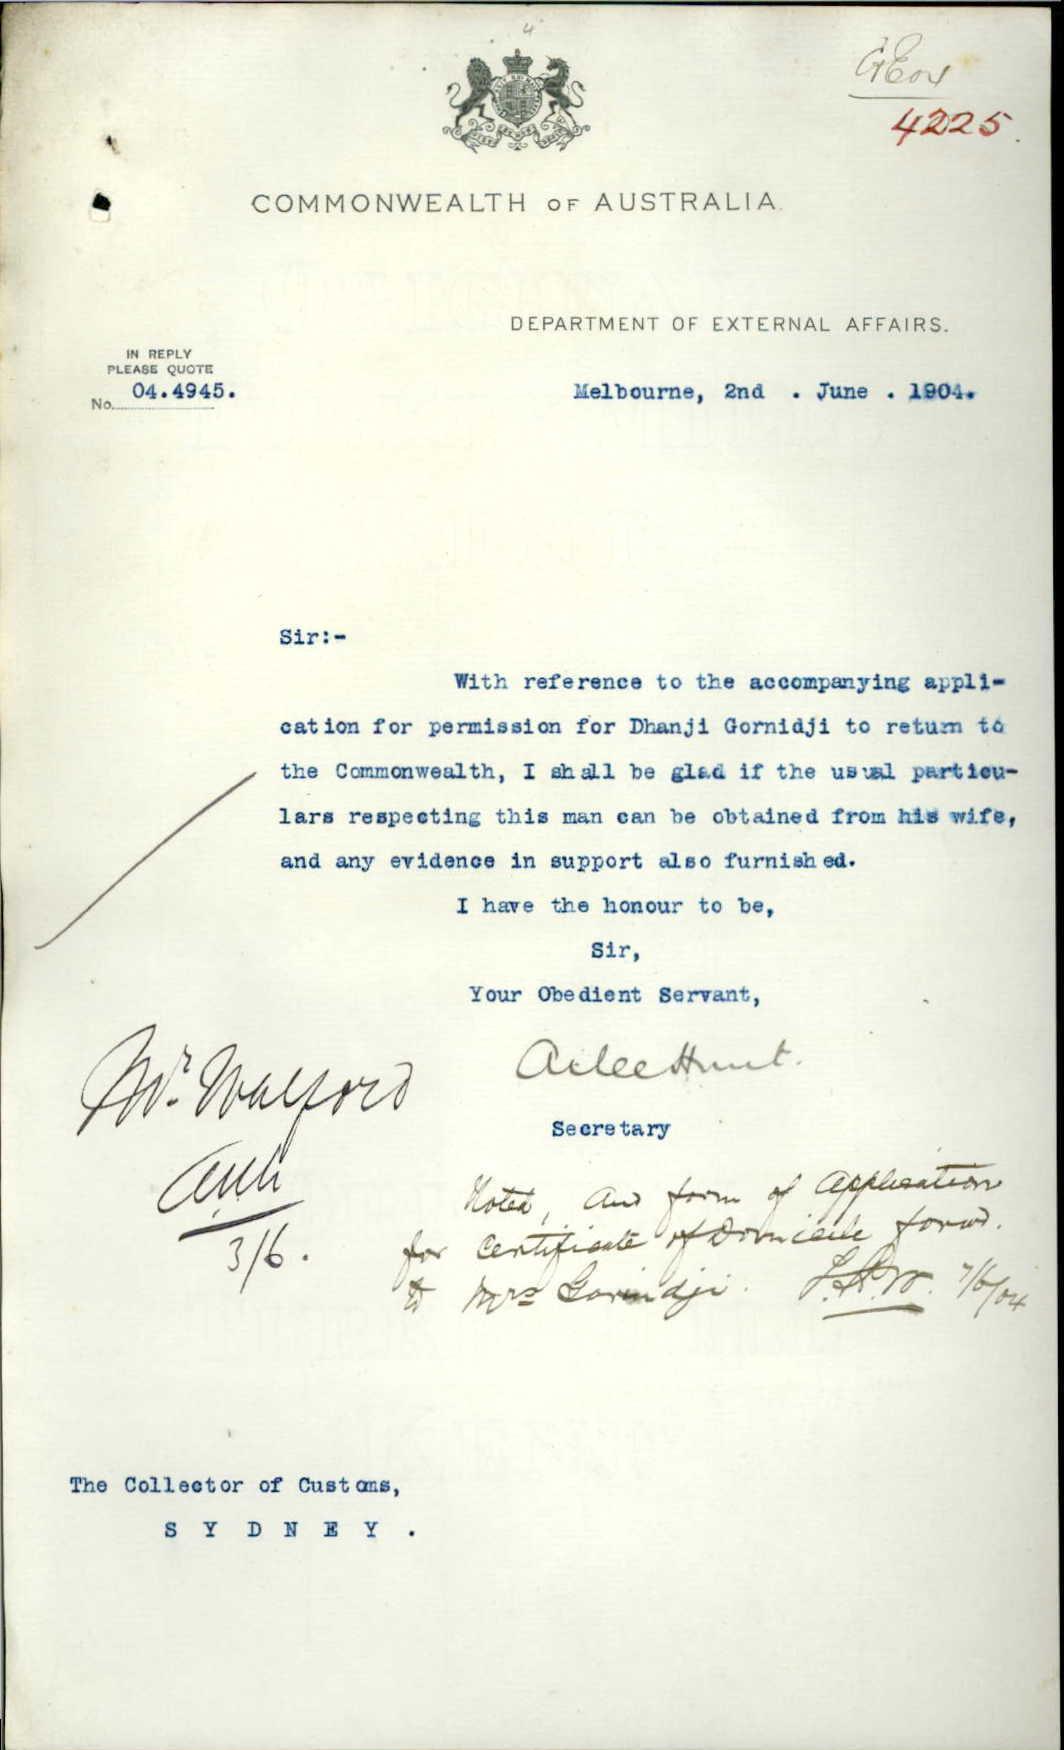 4
4225.
COMMONWEALTH OF AUSTRALIA.
DEPARTMENT OF EXTERNAL AFFAIRS.
IN REPLY
PLEASE QUOTE
No. 04.4945.
Melbourne, 2nd . June . 1904.
Sir:-
With reference to the accompanying appli-
cation for permission for Dhanji Gornidji to return to
the Commonwealth, I shall be glad if the usual particu-
lars respecting this man can be obtained from his wife,
and any evidence in support also furnished.
I have the honour to be,
Sir,
Your Obedient Servant,
Atlee Hunt.
Secretary
Mr. Walford
3/6.
Noted, and form of Application
for Certificate of Domicile forwd.
to Mrs Govindji. 7/6/04
The Collector of Customs,
S Y D N E Y .